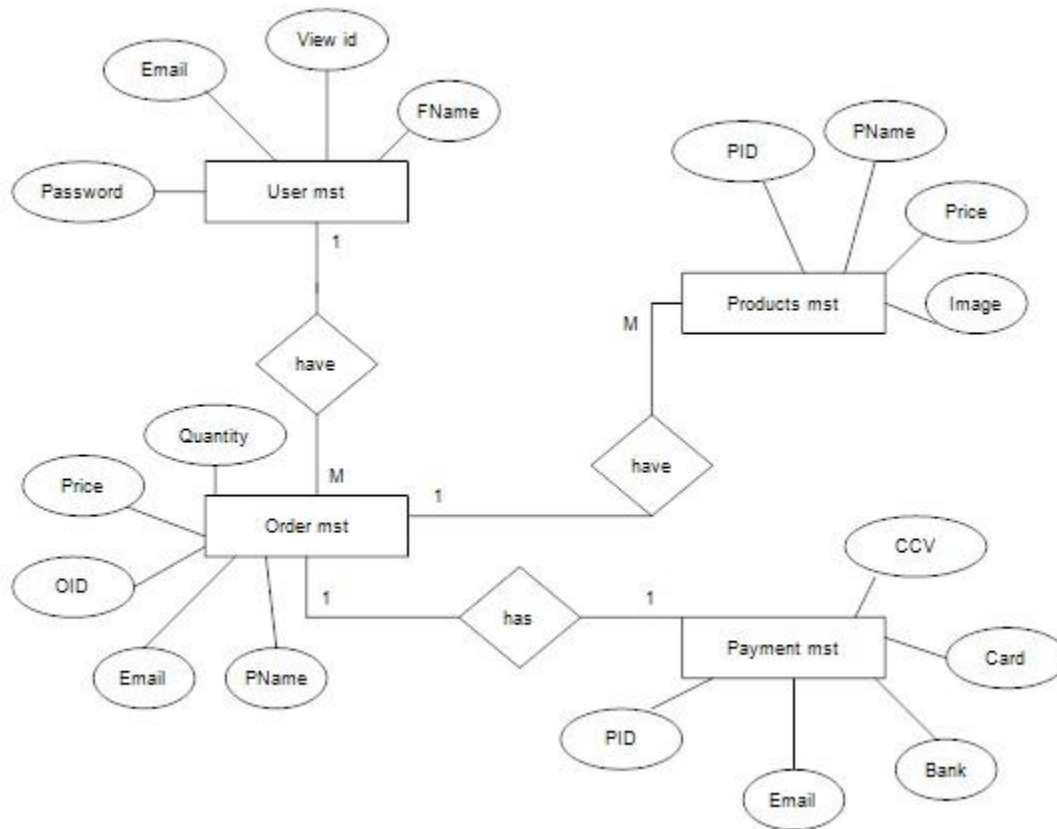 View id
Email
FName
PName
PID
Password
User mst
Price
1
Products mst
Image
M
have
Quantity
have
Price
M
1
Order mst
CCV
OID
1
has
1
Payment mst
Card
Email
PName
PID
Bank
Email